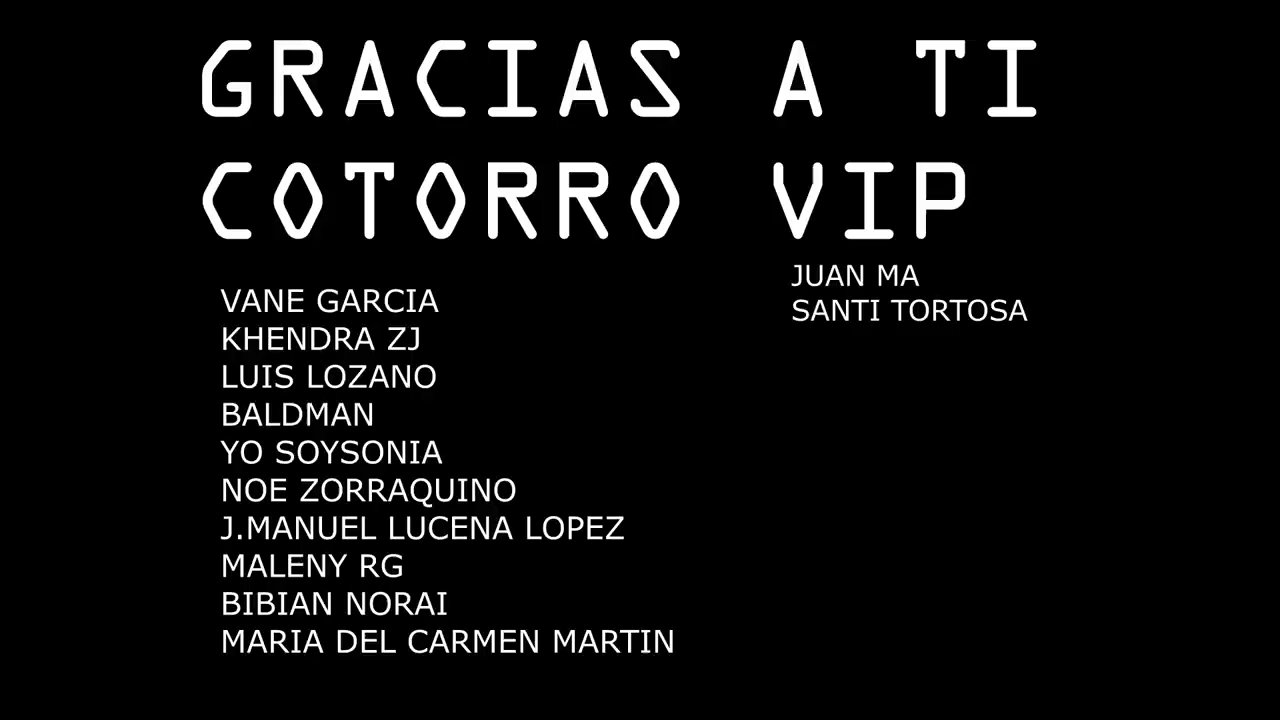 GRACIAS A TI
COTORRO VIP
VANE GARCIA
KHENDRA ZJ
LUIS LOZANO
BALDMAN
YO SOYSONIA
NOE ZORRAQUINO
J.MANUEL LUCENA LOPEZ
MALENY RG
BIBIAN NORAI
MARIA DEL CARMEN MARTIN
JUAN MA
SANTI TORTOSA